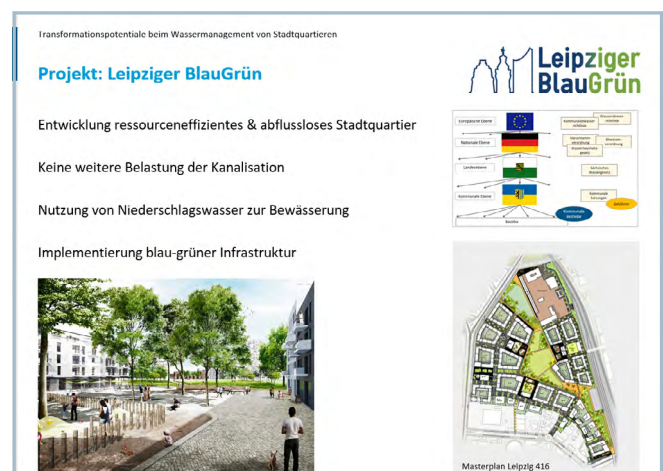 Transformationspotentiale beim Wassermanagement von Stadtquartieren
Projekt: Leipziger BlauGrün
Leipziger
BlauGrün
Entwicklung ressourceneffizientes & abflussloses Stadtquartier
Keine weitere Belastung der Kanalisation
Nutzung von Niederschlagswasser zur Bewässerung
Implementierung blau-grüner Infrastruktur
Europäische Ebene
Nationale Ebene
Landesebene
Kommunale Ebene
Masterplan Leipzig 416